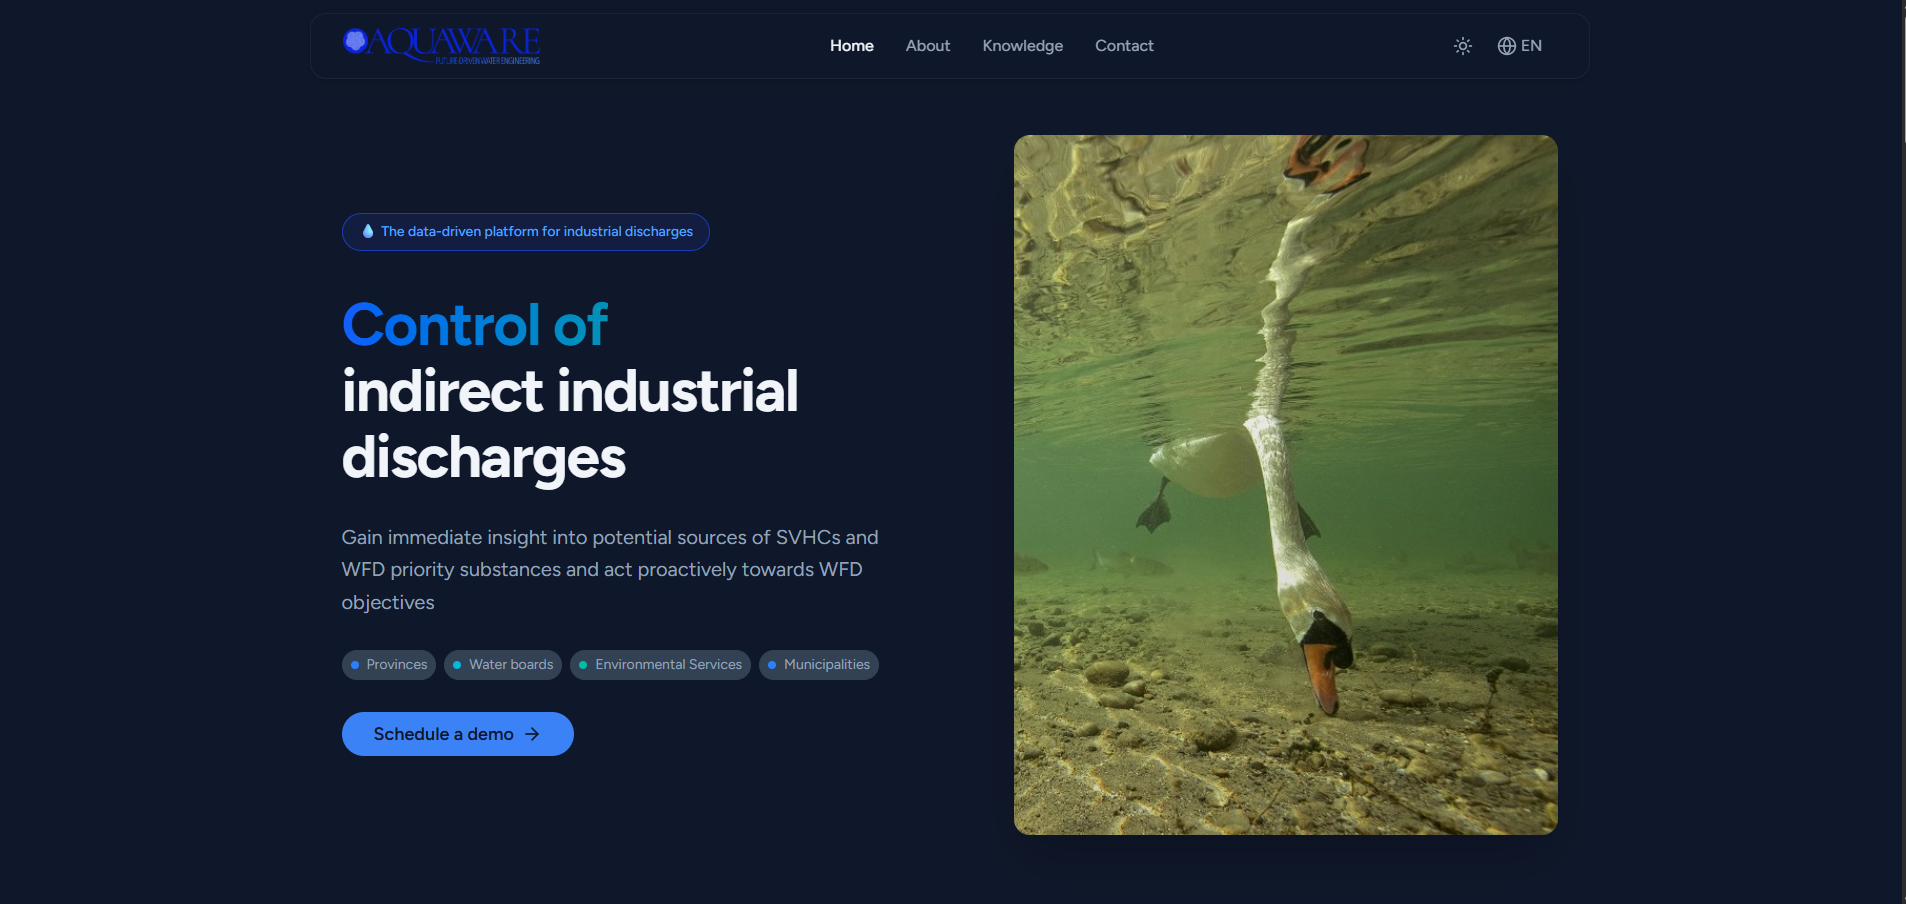 AQUAWARE
FUTURE-DRIVEN WATER ENGINEERING
Home About Knowledge Contact
EN
The data-driven platform for industrial discharges
Control of
indirect industrial
discharges
Gain immediate insight into potential sources of SVHCs and
WFD priority substances and act proactively towards WFD
objectives
Provinces Water boards Environmental Services Municipalities
Schedule a demo →